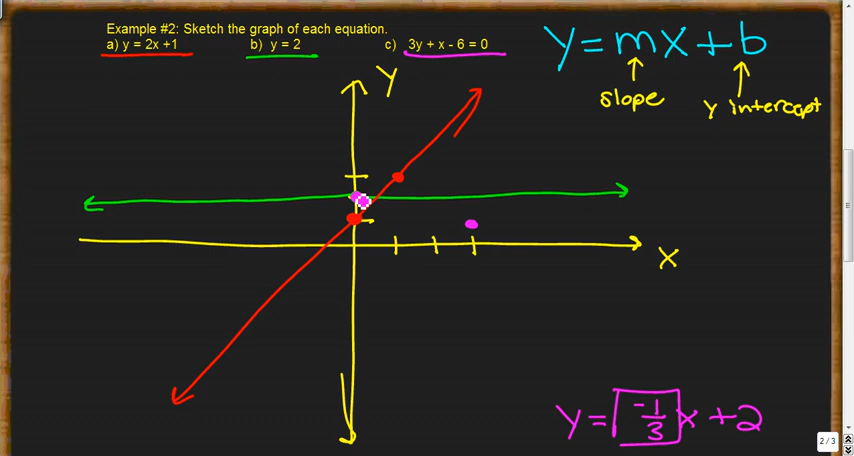 Example #2: Sketch the graph of each equation.
a) y = 2x +1 b) y = 2 c) 3y + x - 6 = 0
y = mx + b
slope
y intercept
Y
X
y = -1/3 x + 2
2 / 3